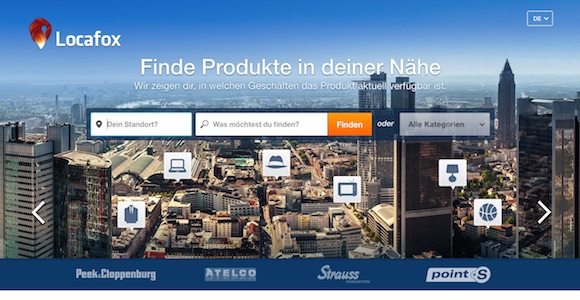 Locafox
DE
Finde Produkte in deiner Nähe
Wir zeigen dir, in welchen Geschäften das Produkt aktuell verfügbar ist.
Dein Standort?
Was möchtest du finden?
Finden
oder
Alle Kategorien
Peek&Cloppenburg
ATELCO
Strauss
INNOVATION
point S